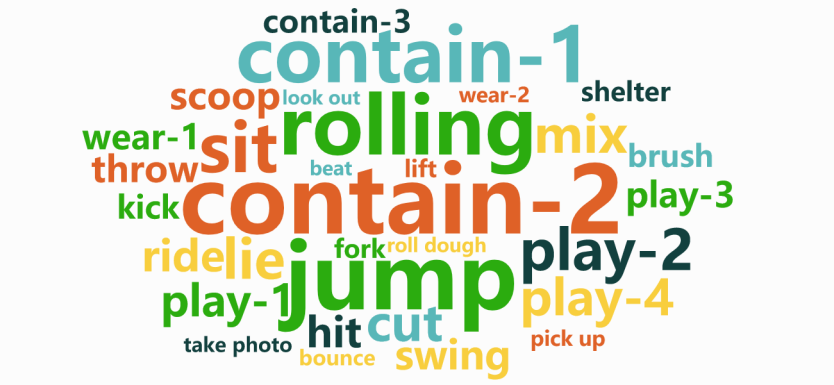 contain-3
contain-1
scoop
look out
wear-2
shelter
rolling
wear-1
sit
mix
throw
beat
lift
brush
kick
contain-2
play-3
ride
lie
fork
roll dough
play-2
play-1
jump
play-4
hit
cut
take photo
bounce
swing
pick up